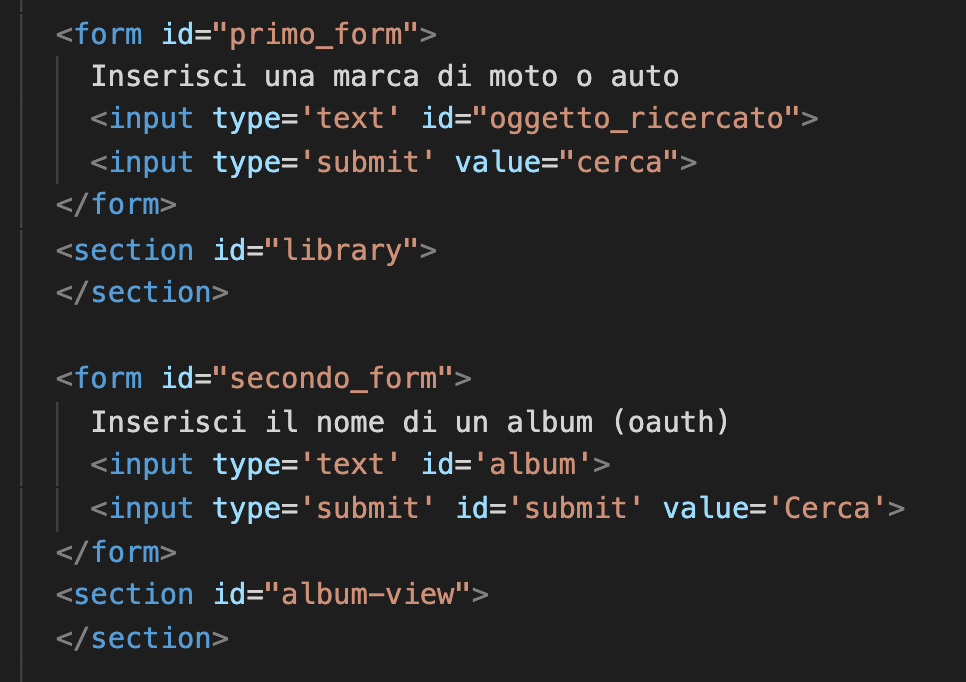 <form id="primo_form">
Inserisci una marca di moto o auto
<input type='text' id="oggetto_ricercato">
<input type='submit' value="cerca">
</form>
<section id="library">
</section>
<form id="secondo_form">
Inserisci il nome di un album (oauth)
<input type='text' id='album'>
<input type='submit' id='submit' value='Cerca'>
</form>
<section id="album-view">
</section>